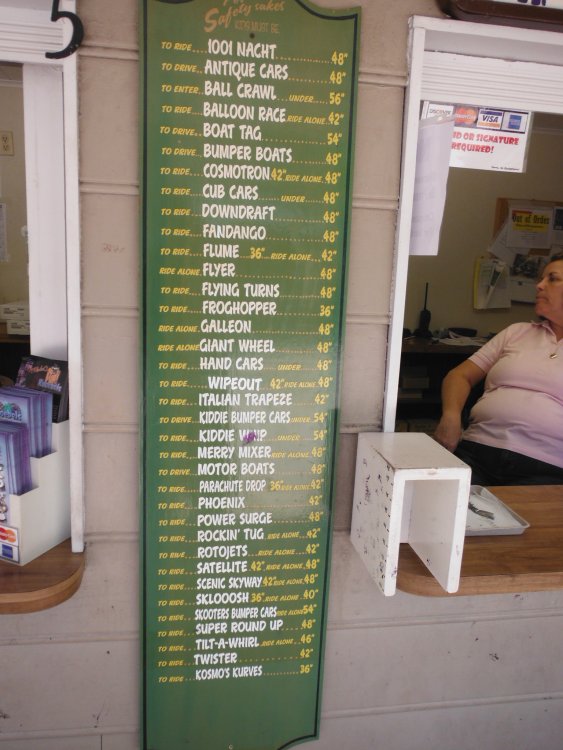 5
Safety sakes
KIDS MUST BE
TO RIDE...1001 NACHT...48"
TO DRIVE...ANTIQUE CARS...48"
TO ENTER..BALL CRAWL...UNDER....56"
TO RIDE....BALLOON RACE RIDE ALONE..42"
TO DRIVE...BOAT TAG...54"
TO DRIVE...BUMPER BOATS...48"
TO RIDE....COSMOTRON 42" RIDE ALONE.48"
TO RIDE....CUB CARS...UNDER....48"
TO RIDE....DOWNDRAFT...48"
TO RIDE....FANDANGO...48"
TO RIDE....FLUME...36"...RIDE ALONE...42"
RIDE ALONE.FLYER...48"
TO RIDE....FLYING TURNS...48"
TO RIDE....FROGHOPPER...36"
RIDE ALONE.GALLEON...48"
RIDE ALONE GIANT WHEEL...48"
TO RIDE....HAND CARS...UNDER....48"
TO RIDE....WIPEOUT 42" RIDE ALONE.48"
TO RIDE...ITALIAN TRAPEZE...42"
TO DRIVE...KIDDIE BUMPER CARS UNDER..54"
TO RIDE...KIDDIE WHIP...UNDER....54"
TO RIDE...MERRY MIXER RIDE ALONE..48"
TO DRIVE...MOTOR BOATS...48"
TO RIDE....PARACHUTE DROP 36" RIDE ALONE.42"
TO RIDE...PHOENIX...42"
TO RIDE...POWER SURGE...48"
TO RIDE...ROCKIN' TUG.RIDE ALONE...42"
TO RIDE...ROTOJETS...RIDE ALONE...42"
TO RIDE...SATELLITE 42" RIDE ALONE..48"
TO RIDE...SCENIC SKYWAY 42" RIDE ALONE.48"
TO RIDE...SKLOOOSH 36" RIDE ALONE.40"
TO RIDE...SKOOTERS BUMPER CARS RIDE ALONE 54"
TO RIDE...SUPER ROUND UP...48"
TO RIDE...TILT-A-WHIRL.RIDE ALONE...46"
TO RIDE...TWISTER...42"
TO RIDE...KOSMO'S KURVES...36"
DISCOVER
VISA
ID OR SIGNATURE
REQUIRED!
Out of Order